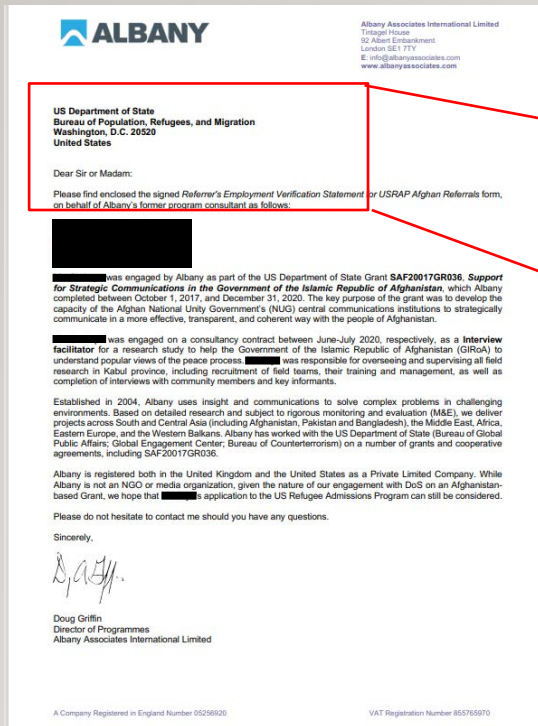 ALBANY
Albany Associates International Limited
Tintagel House
92 Albert Embankment
London SE1 7TY
E: info@albanyassociates.com
www.albanyassociates.com
US Department of State
Bureau of Population, Refugees, and Migration
Washington, D.C. 20520
United States
Dear Sir or Madam:
Please find enclosed the signed Referrer's Employment Verification Statement for USRAP Afghan Referrals form,
on behalf of Albany's former program consultant as follows:
was engaged by Albany as part of the US Department of State Grant SAF20017GR036, Support
for Strategic Communications in the Government of the Islamic Republic of Afghanistan, which Albany
completed between October 1, 2017, and December 31, 2020. The key purpose of the grant was to develop the
capacity of the Afghan National Unity Government's (NUG) central communications institutions to strategically
communicate in a more effective, transparent, and coherent way with the people of Afghanistan.
was engaged on a consultancy contract between June-July 2020, respectively, as a Interview
facilitator for a research study to help the Government of the Islamic Republic of Afghanistan (GIRoA) to
understand popular views of the peace process. was responsible for overseeing and supervising all field
research in Kabul province, including recruitment of field teams, their training and management, as well as
completion of interviews with community members and key informants.
Established in 2004, Albany uses insight and communications to solve complex problems in challenging
environments. Based on detailed research and subject to rigorous monitoring and evaluation (M&E), we deliver
projects across South and Central Asia (including Afghanistan, Pakistan and Bangladesh), the Middle East, Africa,
Eastern Europe, and the Western Balkans. Albany has worked with the US Department of State (Bureau of Global
Public Affairs; Global Engagement Center; Bureau of Counterterrorism) on a number of grants and cooperative
agreements, including SAF20017GR036.
Albany is registered both in the United Kingdom and the United States as a Private Limited Company. While
Albany is not an NGO or media organization, given the nature of our engagement with DoS on an Afghanistan-
based Grant, we hope that s application to the US Refugee Admissions Program can still be considered.
Please do not hesitate to contact me should you have any questions.
Sincerely,
Doug Griffin
Director of Programmes
Albany Associates International Limited
A Company Registered in England Number 05256920
VAT Registration Number 855765970